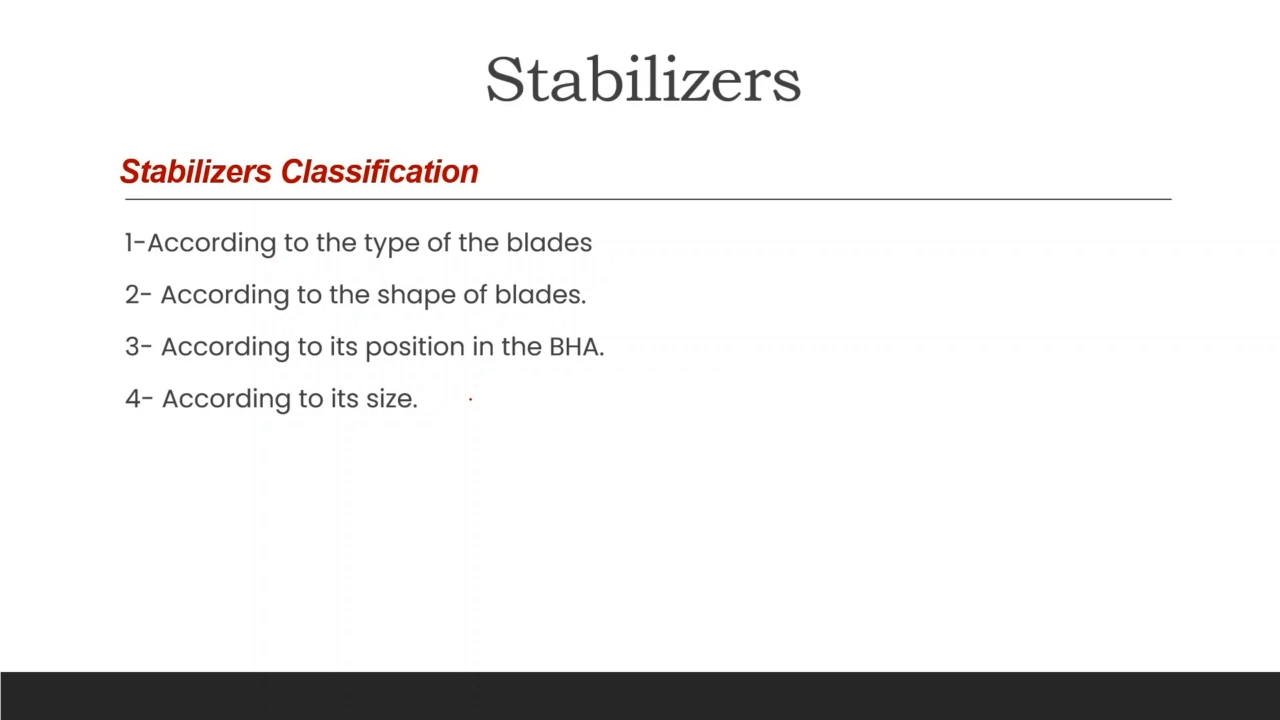 Stabilizers
Stabilizers Classification
1-According to the type of the blades
2- According to the shape of blades.
3- According to its position in the BHA.
4- According to its size.